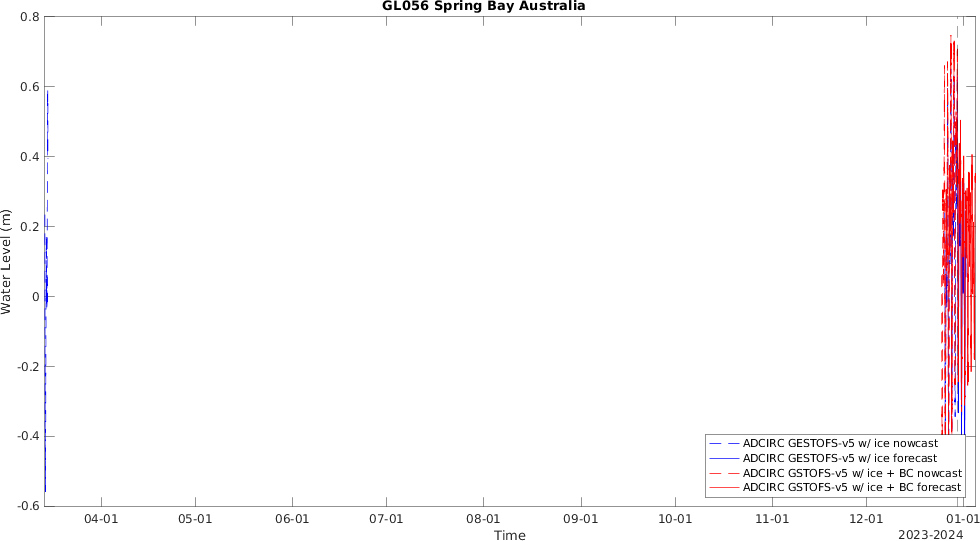 GL056 Spring Bay Australia
0.8
0.6
0.4
0.2
0
-0.2
-0.4
-0.6
Water Level (m)
ADCIRC GESTOFS-v5 w/ ice nowcast
ADCIRC GESTOFS-v5 w/ ice forecast
ADCIRC GSTOFS-v5 w/ ice + BC nowcast
ADCIRC GSTOFS-v5 w/ ice + BC forecast
04-01 05-01 06-01 07-01 08-01 09-01 10-01 11-01 12-01 01-01
Time
2023-2024